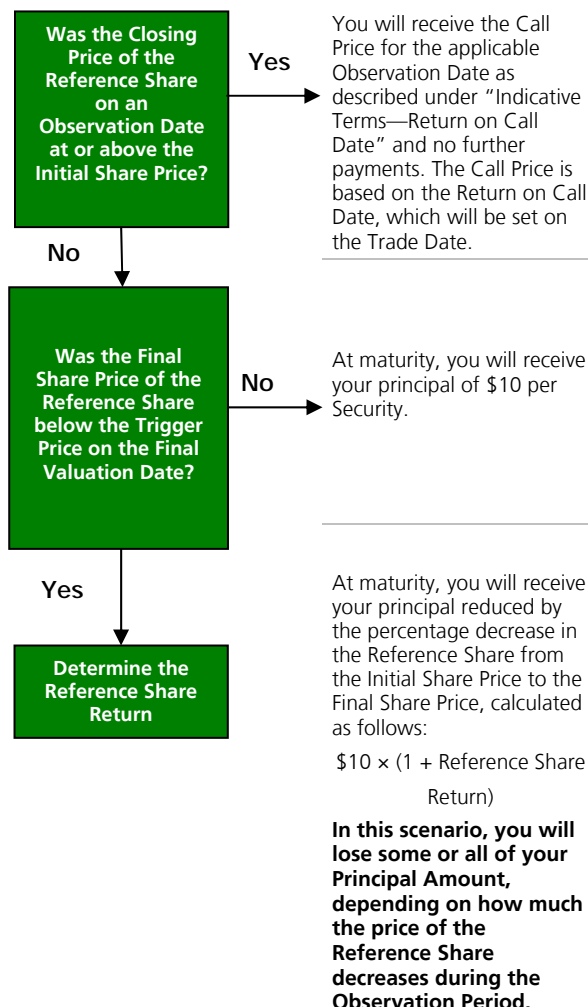 Was the Closing
Price of the
Reference Share
on an
Observation Date
at or above the
Initial Share Price?
Yes
You will receive the Call
Price for the applicable
Observation Date as
described under “Indicative
Terms—Return on Call
Date” and no further
payments. The Call Price is
based on the Return on Call
Date, which will be set on
the Trade Date.
No
Was the Final
Share Price of the
Reference Share
below the Trigger
Price on the Final
Valuation Date?
No
At maturity, you will receive
your principal of $10 per
Security.
Yes
Determine the
Reference Share
Return
At maturity, you will receive
your principal reduced by
the percentage decrease in
the Reference Share from
the Initial Share Price to the
Final Share Price, calculated
as follows:
$10 × (1 + Reference Share
Return)
In this scenario, you will
lose some or all of your
Principal Amount,
depending on how much
the price of the
Reference Share
decreases during the
Observation Period.